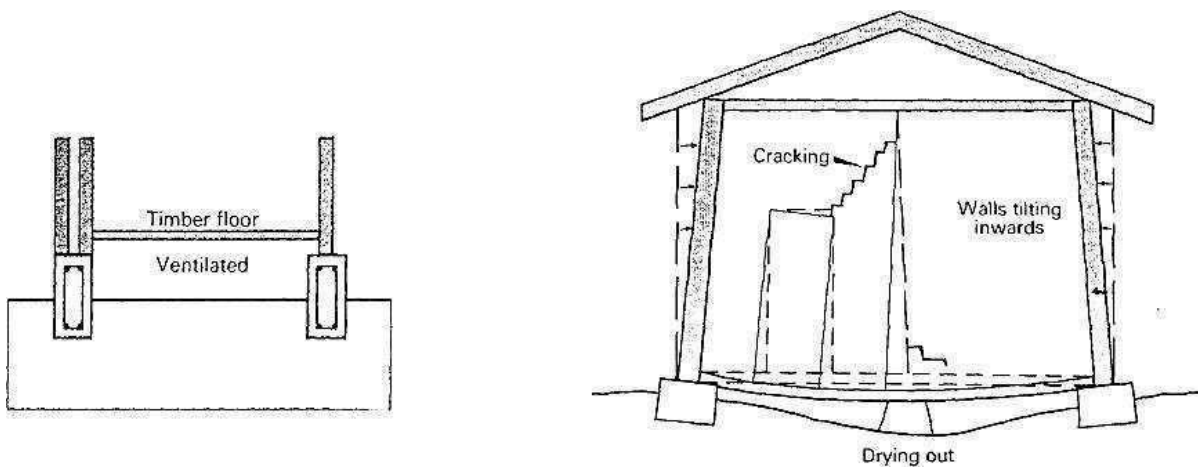 Timber floor
Ventilated
Cracking
Walls tilting
inwards
Drying out